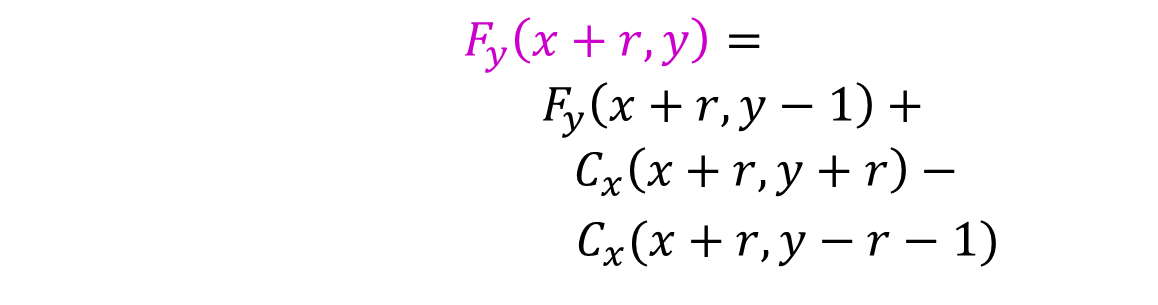 F_y(x + r, y) =
F_y(x + r, y − 1) +
C_x(x + r, y + r) −
C_x(x + r, y − r − 1)